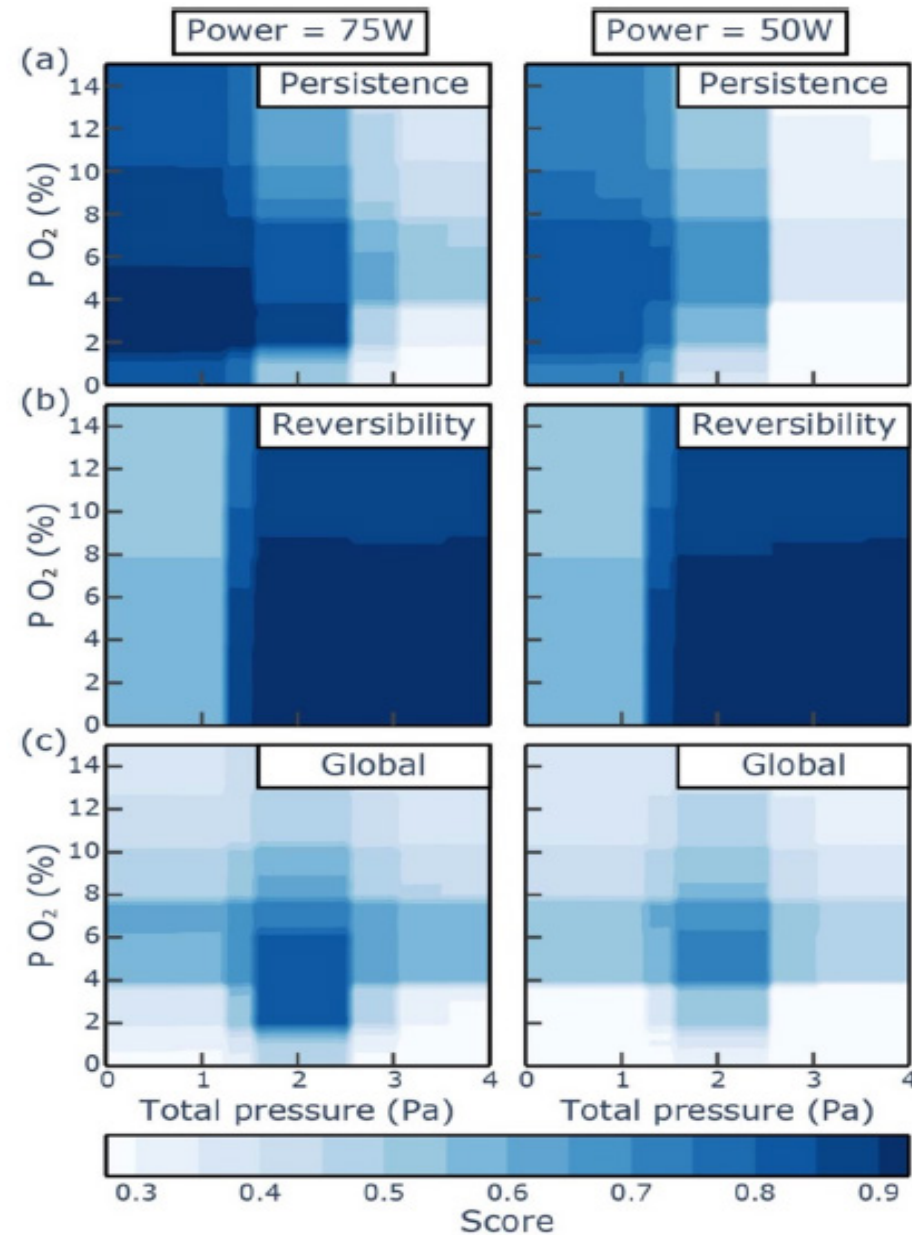 Power = 75W
Power = 50W
(a)
Persistence
Persistence
14
12
10
8
6
4
2
0
P O₂ (%)
(b)
Reversibility
Reversibility
14
12
10
8
6
4
2
0
P O₂ (%)
(c)
Global
Global
14
12
10
8
6
4
2
0
P O₂ (%)
0 1 2 3 4
0 1 2 3 4
Total pressure (Pa)
Total pressure (Pa)
0.3 0.4 0.5 0.6 0.7 0.8 0.9
Score